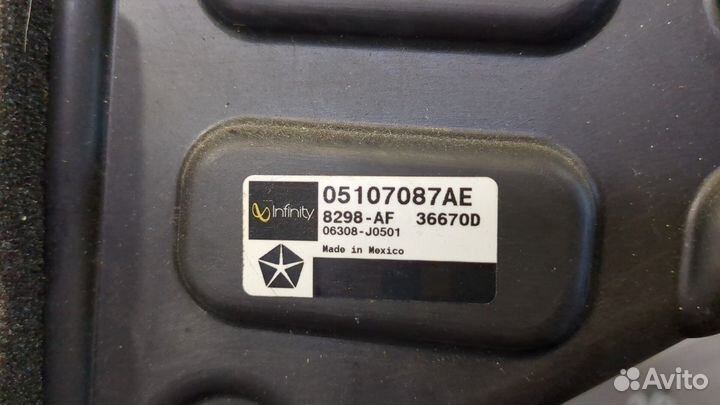 Infinity
05107087AE
8298-AF 36670D
06308-J0501
Made in Mexico
Avito